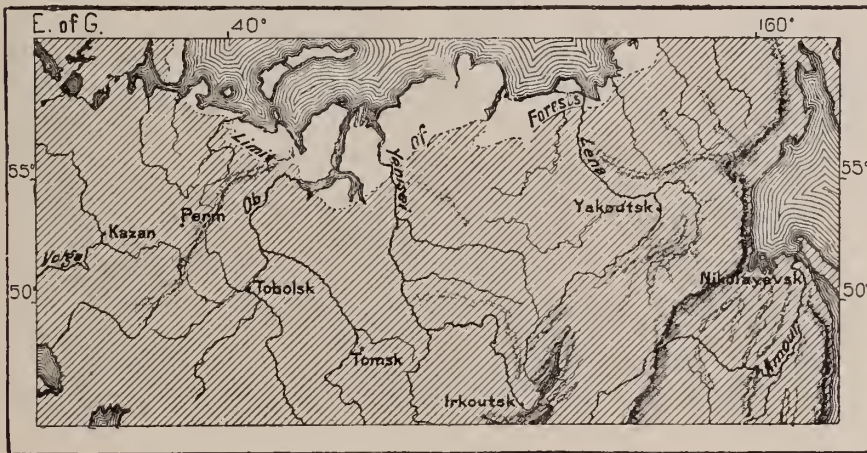 E. of G.
40°
160°
Limit of Forests
55°
55°
Ob
Yenisei
Lena
Perm
Yakoutsk
Kazan
Volga
Nikolayevsk
50°
50°
Tobolsk
Tomsk
Amour
Irkoutsk